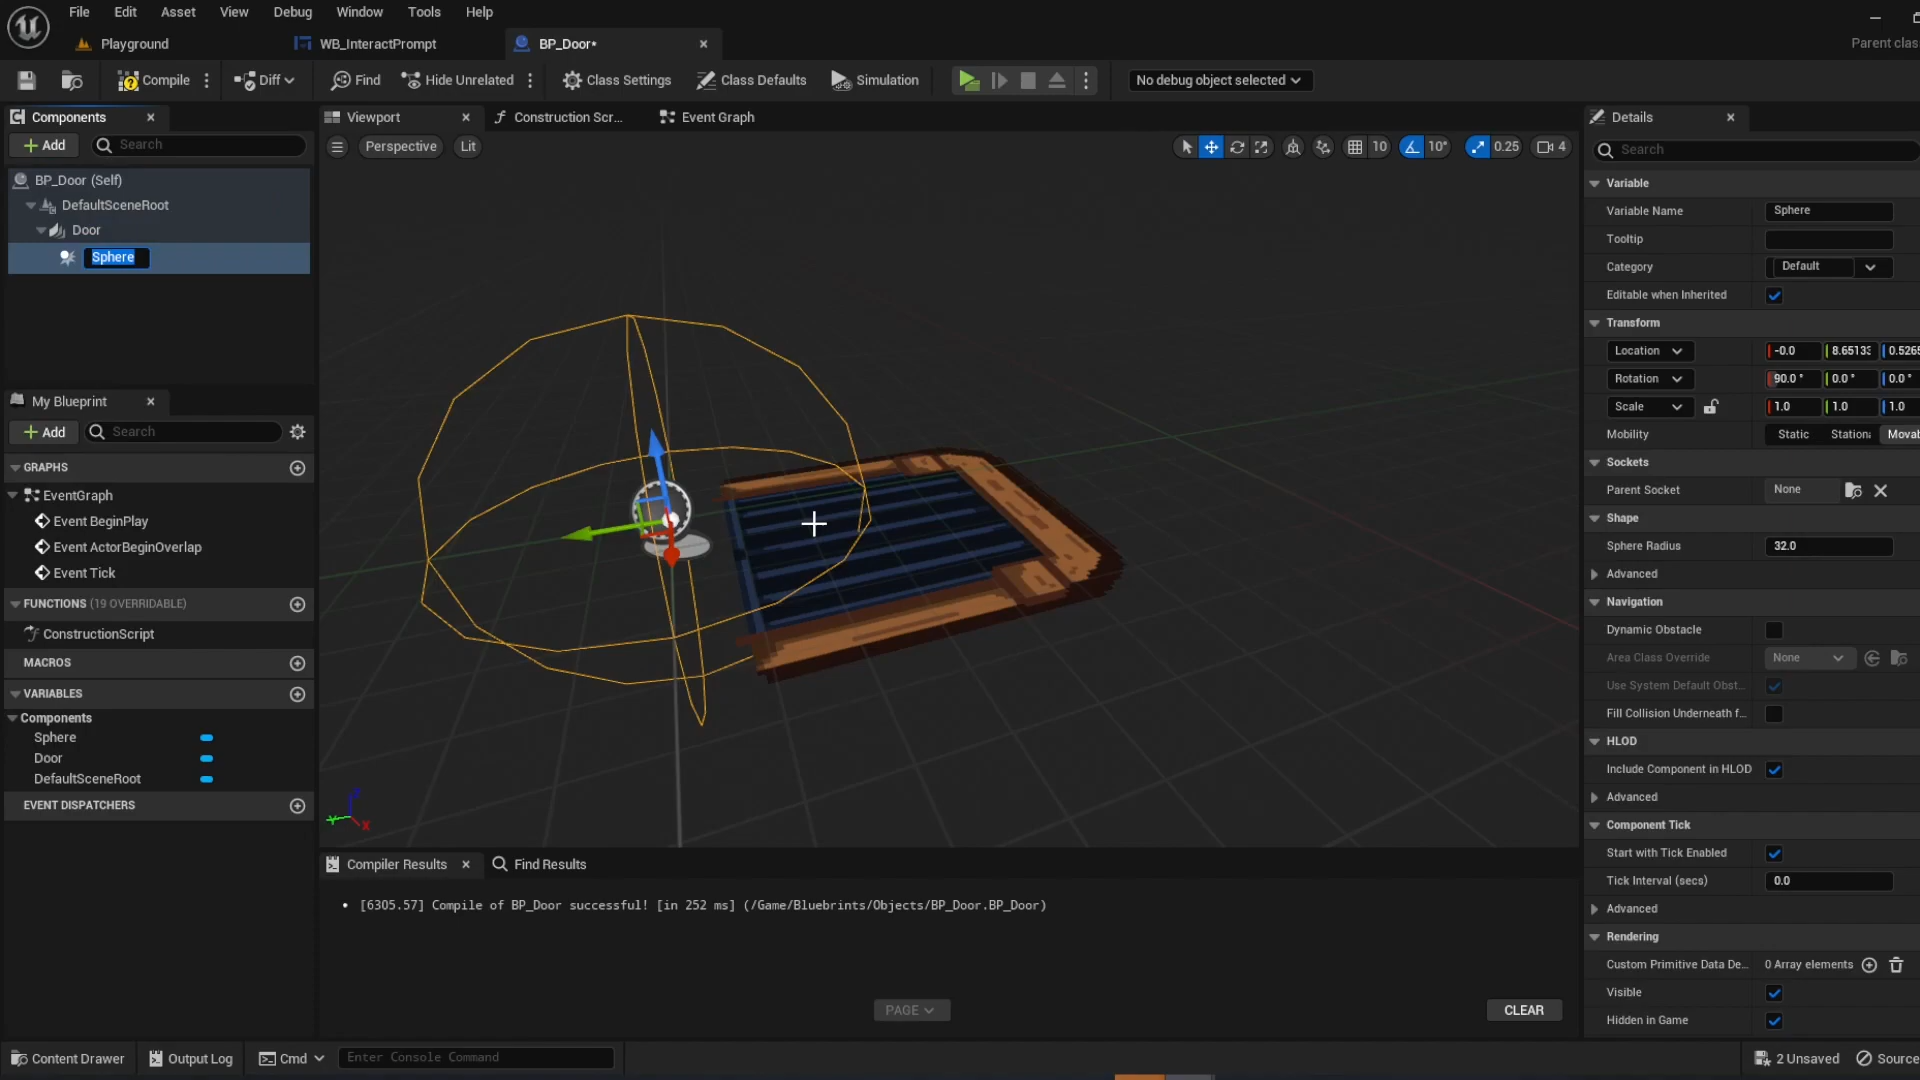 File Edit Asset View Debug Window Tools Help
Playground WB_InteractPrompt BP_Door* Parent clas
Compile Diff Find Hide Unrelated Class Settings Class Defaults Simulation No debug object selected
Components
Add Search
BP_Door (Self)
DefaultSceneRoot
Door
Sphere
My Blueprint
Add Search
GRAPHS
EventGraph
Event BeginPlay
Event ActorBeginOverlap
Event Tick
FUNCTIONS (19 OVERRIDABLE)
ConstructionScript
MACROS
VARIABLES
Components
Sphere
Door
DefaultSceneRoot
EVENT DISPATCHERS
Viewport Construction Scr... Event Graph
Perspective Lit 10 10° 0.25 4
Z
Y X
Compiler Results Find Results
• [6305.57] Compile of BP_Door successful! [in 252 ms] (/Game/Bluebrints/Objects/BP_Door.BP_Door)
PAGE CLEAR
Details
Search
Variable
Variable Name Sphere
Tooltip
Category Default
Editable when Inherited
Transform
Location -0.0 8.65133 0.5265
Rotation 90.0° 0.0° 0.0°
Scale 1.0 1.0 1.0
Mobility Static Stationa Movab
Sockets
Parent Socket None
Shape
Sphere Radius 32.0
Advanced
Navigation
Dynamic Obstacle
Area Class Override None
Use System Default Obst...
Fill Collision Underneath f...
HLOD
Include Component in HLOD
Advanced
Component Tick
Start with Tick Enabled
Tick Interval (secs) 0.0
Advanced
Rendering
Custom Primitive Data De... 0 Array elements
Visible
Hidden in Game
Content Drawer Output Log Cmd Enter Console Command 2 Unsaved Source